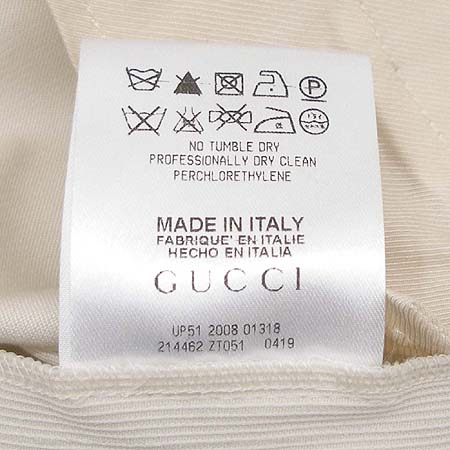 P
NO TUMBLE DRY
PROFESSIONALLY DRY CLEAN
PERCHLORETHYLENE
MADE IN ITALY
FABRIQUE' EN ITALIE
HECHO EN ITALIA
GUCCI
UP51 2008 01318
214462 ZT051 0419